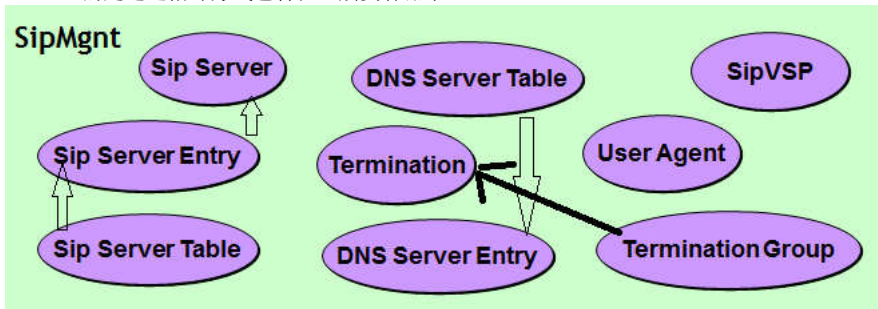 SipMgnt
Sip Server
DNS Server Table
SipVSP
Sip Server Entry
Termination
User Agent
Sip Server Table
DNS Server Entry
Termination Group